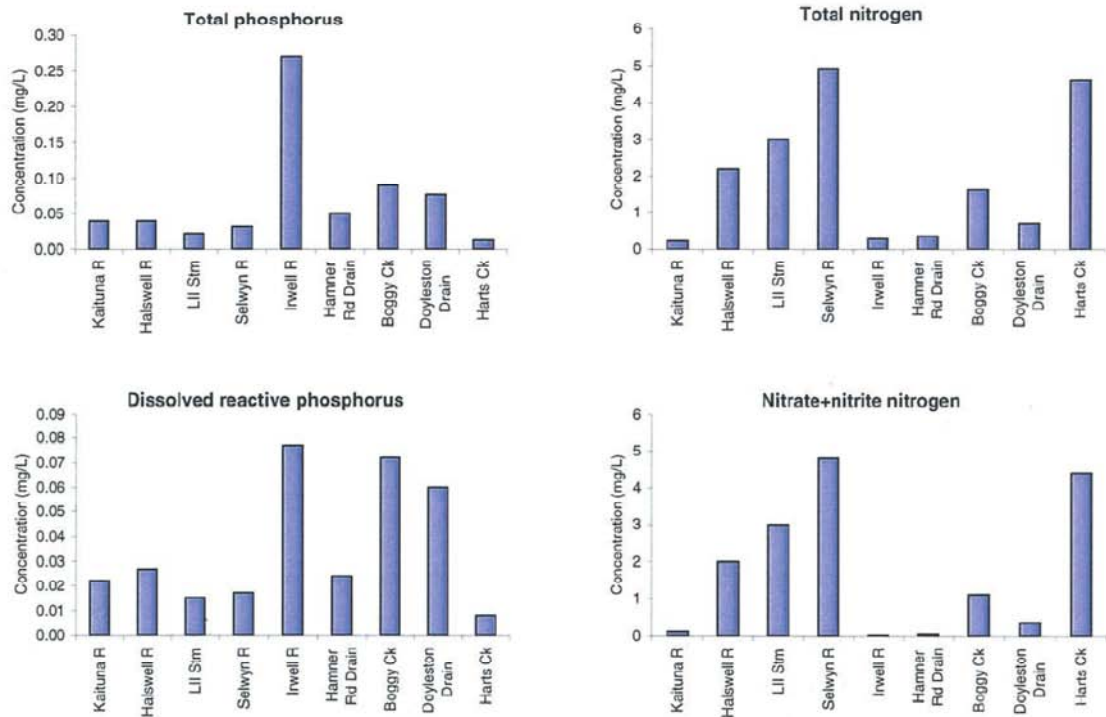 Total phosphorus
Concentration (mg/L)
0.30
0.25
0.20
0.15
0.10
0.05
0.00
Kaituna R
Halswell R
LII Stm
Selwyn R
Irwell R
Hamner
Rd Drain
Boggy Ck
Doyleston
Drain
Harts Ck
Total nitrogen
Concentration (mg/L)
6
5
4
3
2
1
0
Kaituna R
Halswell R
LII Stm
Selwyn R
Irwell R
Hamner
Rd Drain
Boggy Ck
Doyleston
Drain
Harts Ck
Dissolved reactive phosphorus
Concentration (mg/L)
0.09
0.08
0.07
0.06
0.05
0.04
0.03
0.02
0.01
0.00
Kaituna R
Halswell R
LII Stm
Selwyn R
Irwell R
Hamner
Rd Drain
Boggy Ck
Doyleston
Drain
Harts Ck
Nitrate+nitrite nitrogen
Concentration (mg/L)
6
5
4
3
2
1
0
Kaituna R
Halswell R
LII Stm
Selwyn R
Irwell R
Hamner
Rd Drain
Boggy Ck
Doyleston
Drain
Harts Ck